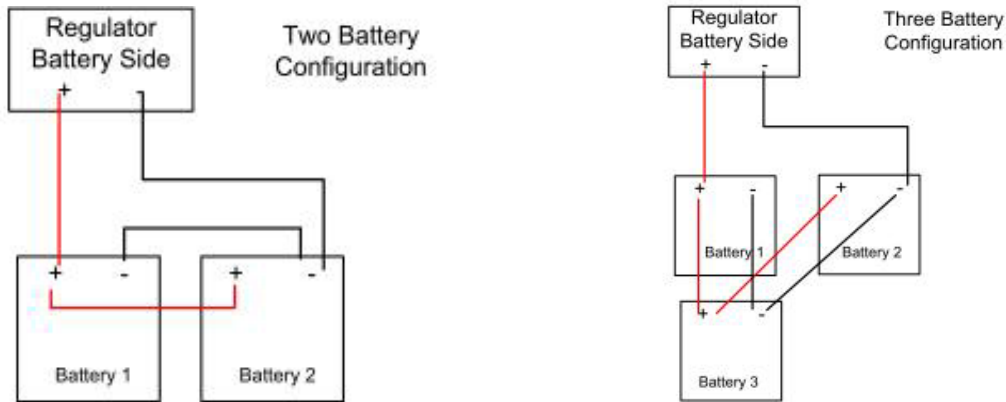 Regulator
Battery Side
+ -
Two Battery
Configuration
+ - + -
Battery 1 Battery 2
Regulator
Battery Side
+ -
Three Battery
Configuration
+ - + -
Battery 1 Battery 2
+ -
Battery 3